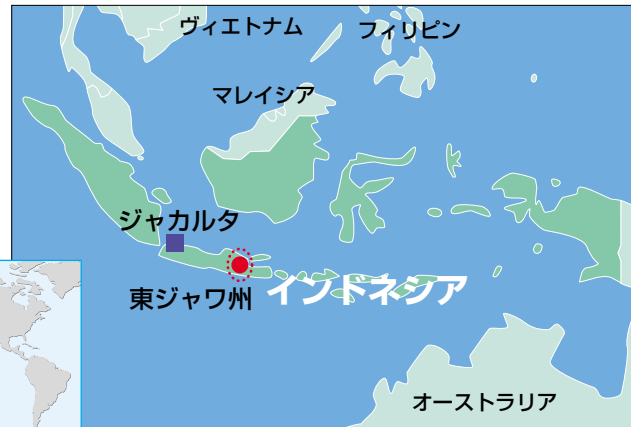 ヴィエトナム
フィリピン
マレイシア
ジャカルタ
東ジャワ州
インドネシア
オーストラリア